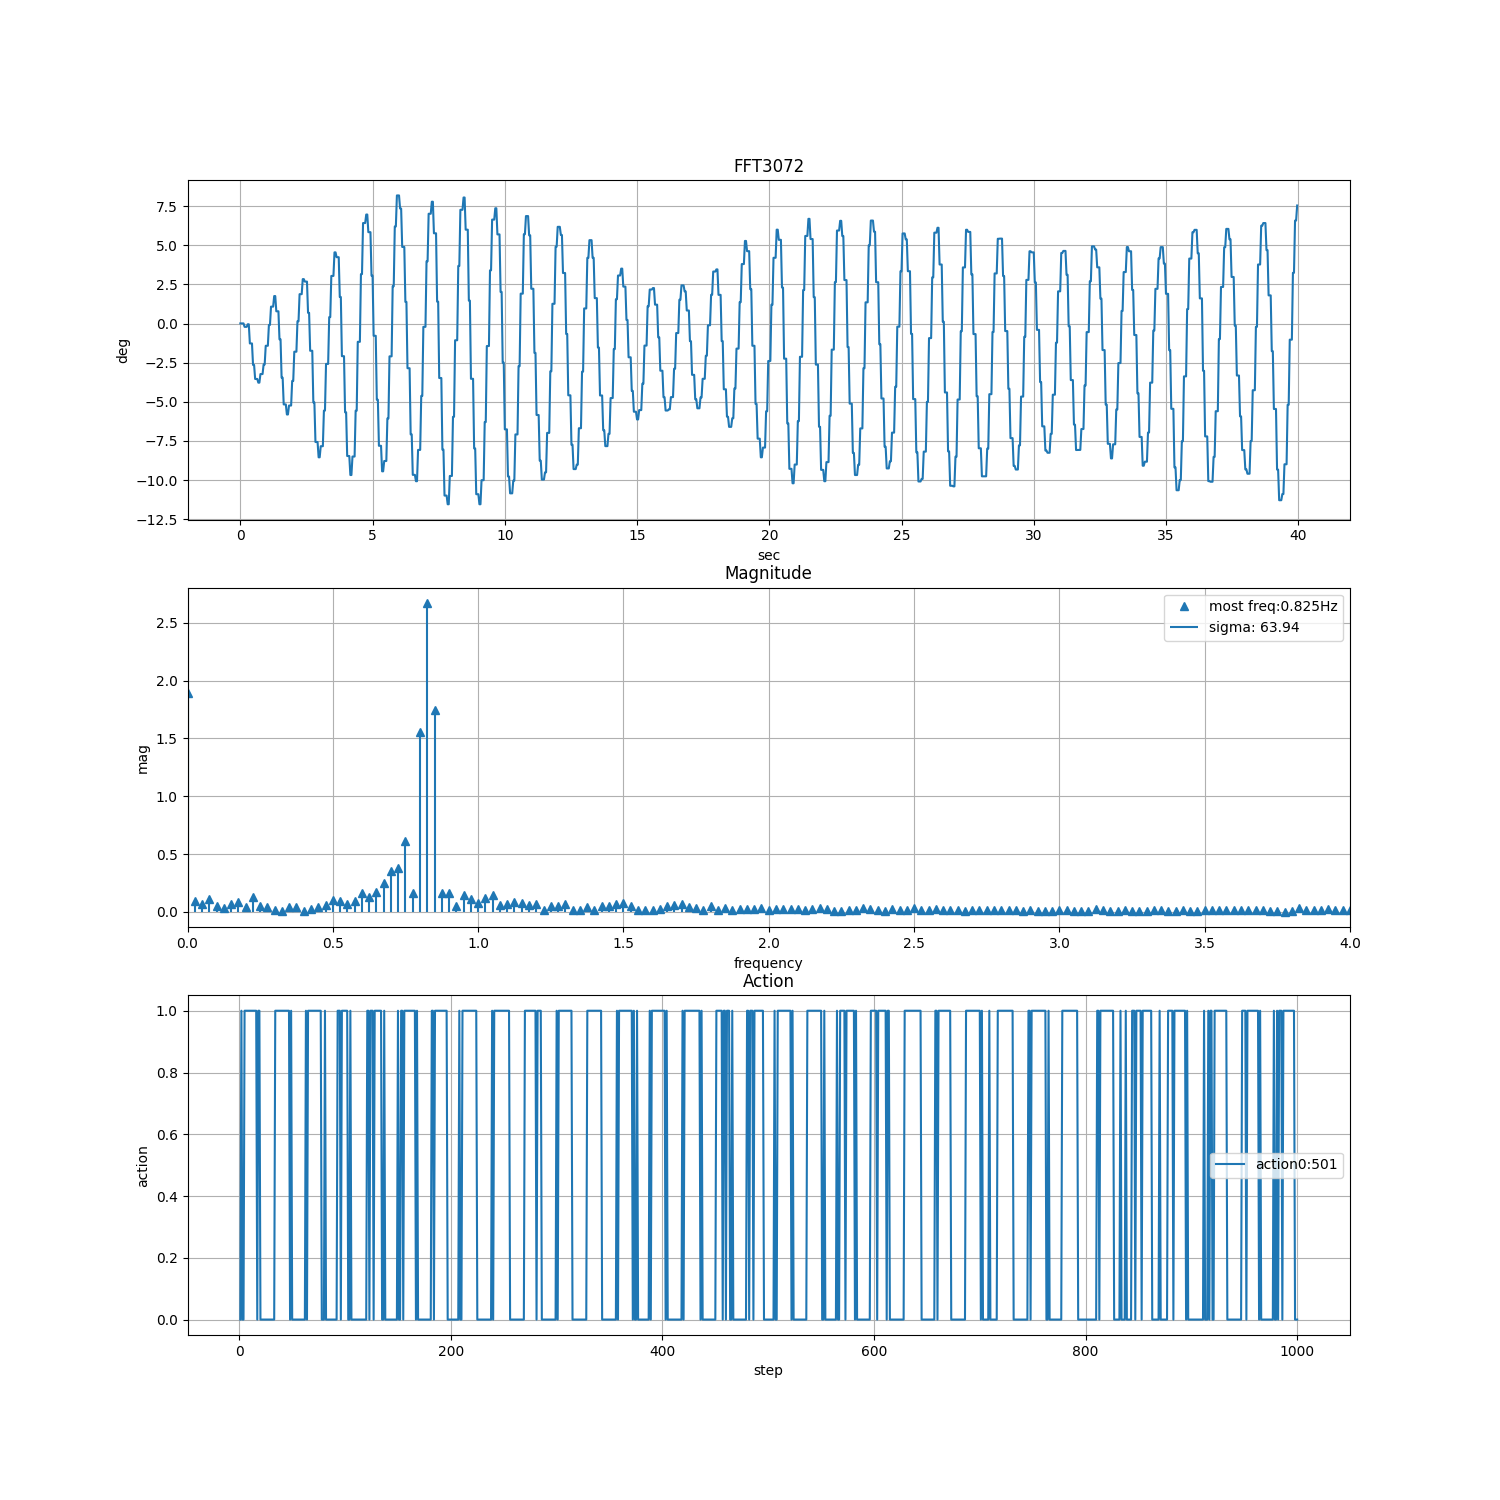 FFT3072
7.5
5.0
2.5
0.0
−2.5
−5.0
−7.5
−10.0
−12.5
deg
0 5 10 15 20 25 30 35 40
sec
Magnitude
most freq:0.825Hz
sigma: 63.94
2.5
2.0
1.5
1.0
0.5
0.0
mag
0.0 0.5 1.0 1.5 2.0 2.5 3.0 3.5 4.0
frequency
Action
1.0
0.8
0.6
0.4
0.2
0.0
action
action0:501
0 200 400 600 800 1000
step